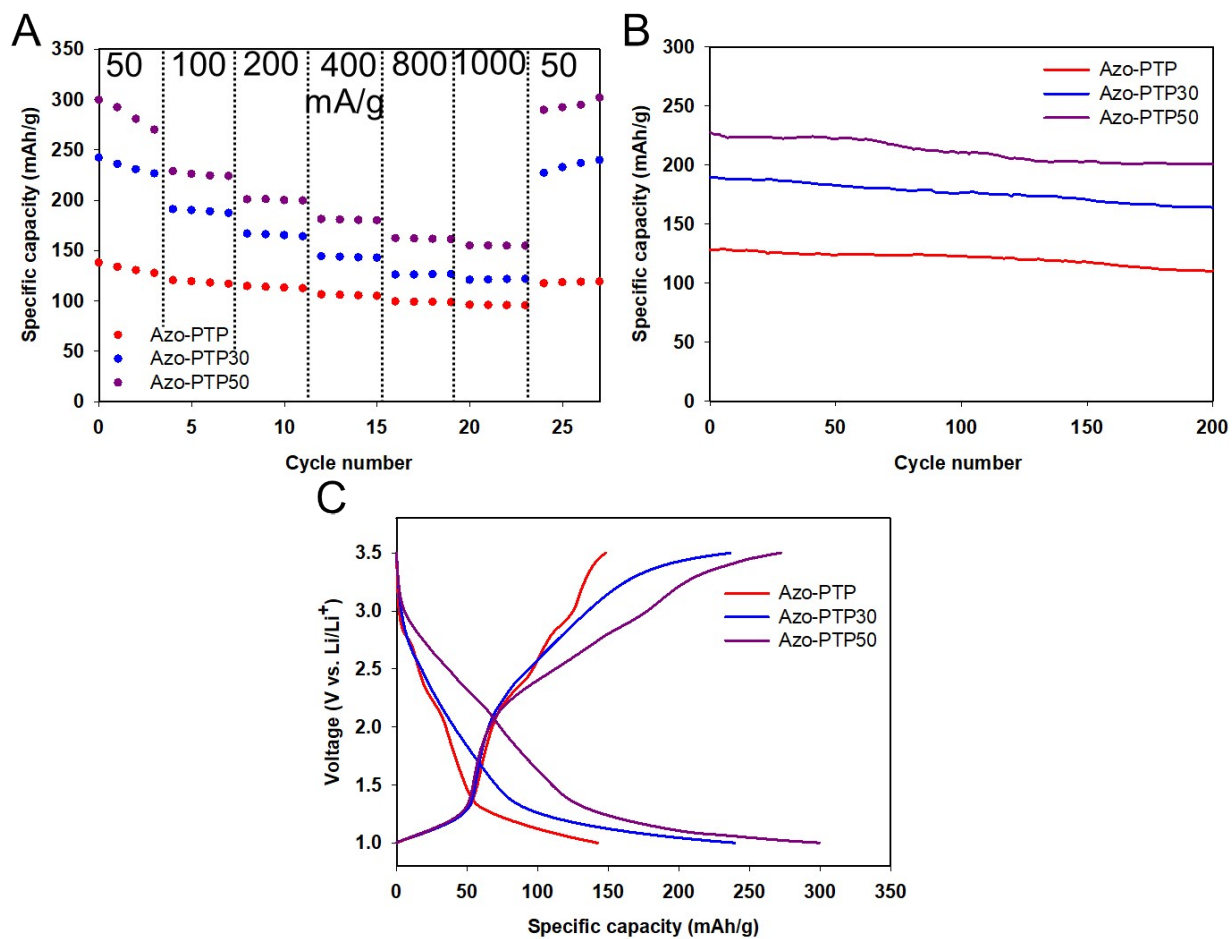 A
350
300
250
200
150
100
50
0
Specific capacity (mAh/g)
50 100 200 400 800 1000 50
mA/g
Azo-PTP
Azo-PTP30
Azo-PTP50
0 5 10 15 20 25
Cycle number
B
300
250
200
150
100
50
0
Specific capacity (mAh/g)
Azo-PTP
Azo-PTP30
Azo-PTP50
0 50 100 150 200
Cycle number
C
3.5
3.0
2.5
2.0
1.5
1.0
Voltage (V vs. Li/Li⁺)
Azo-PTP
Azo-PTP30
Azo-PTP50
0 50 100 150 200 250 300 350
Specific capacity (mAh/g)